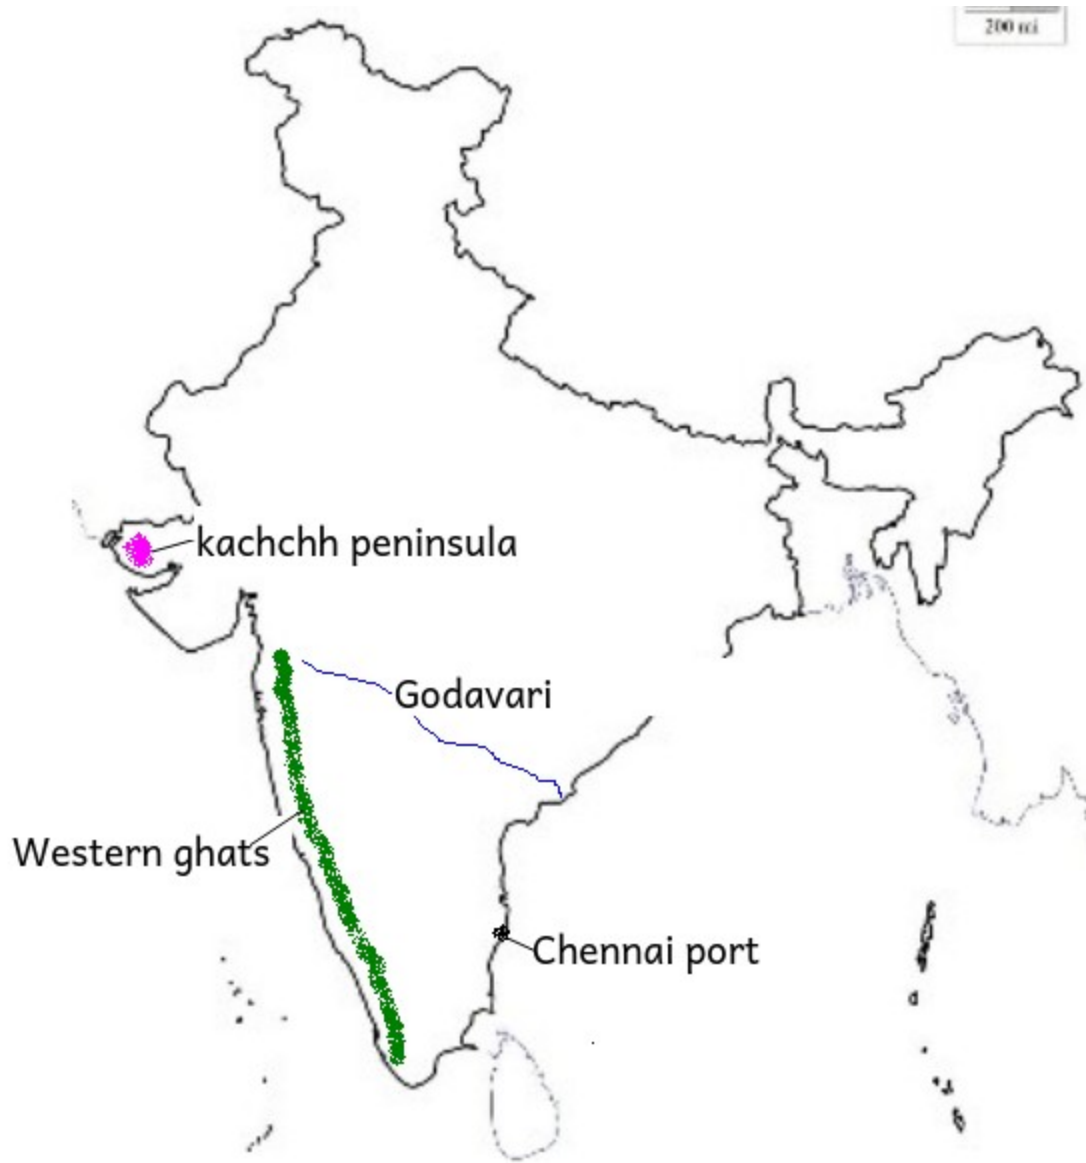 200 mi
kachchh peninsula
Godavari
Western ghats
Chennai port